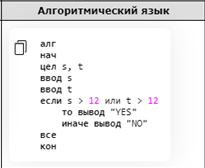 Алгоритмический язык
алг
нач
цел s, t
ввод s
ввод t
если s > 12 или t > 12
то вывод "YES"
иначе вывод "NO"
все
кон